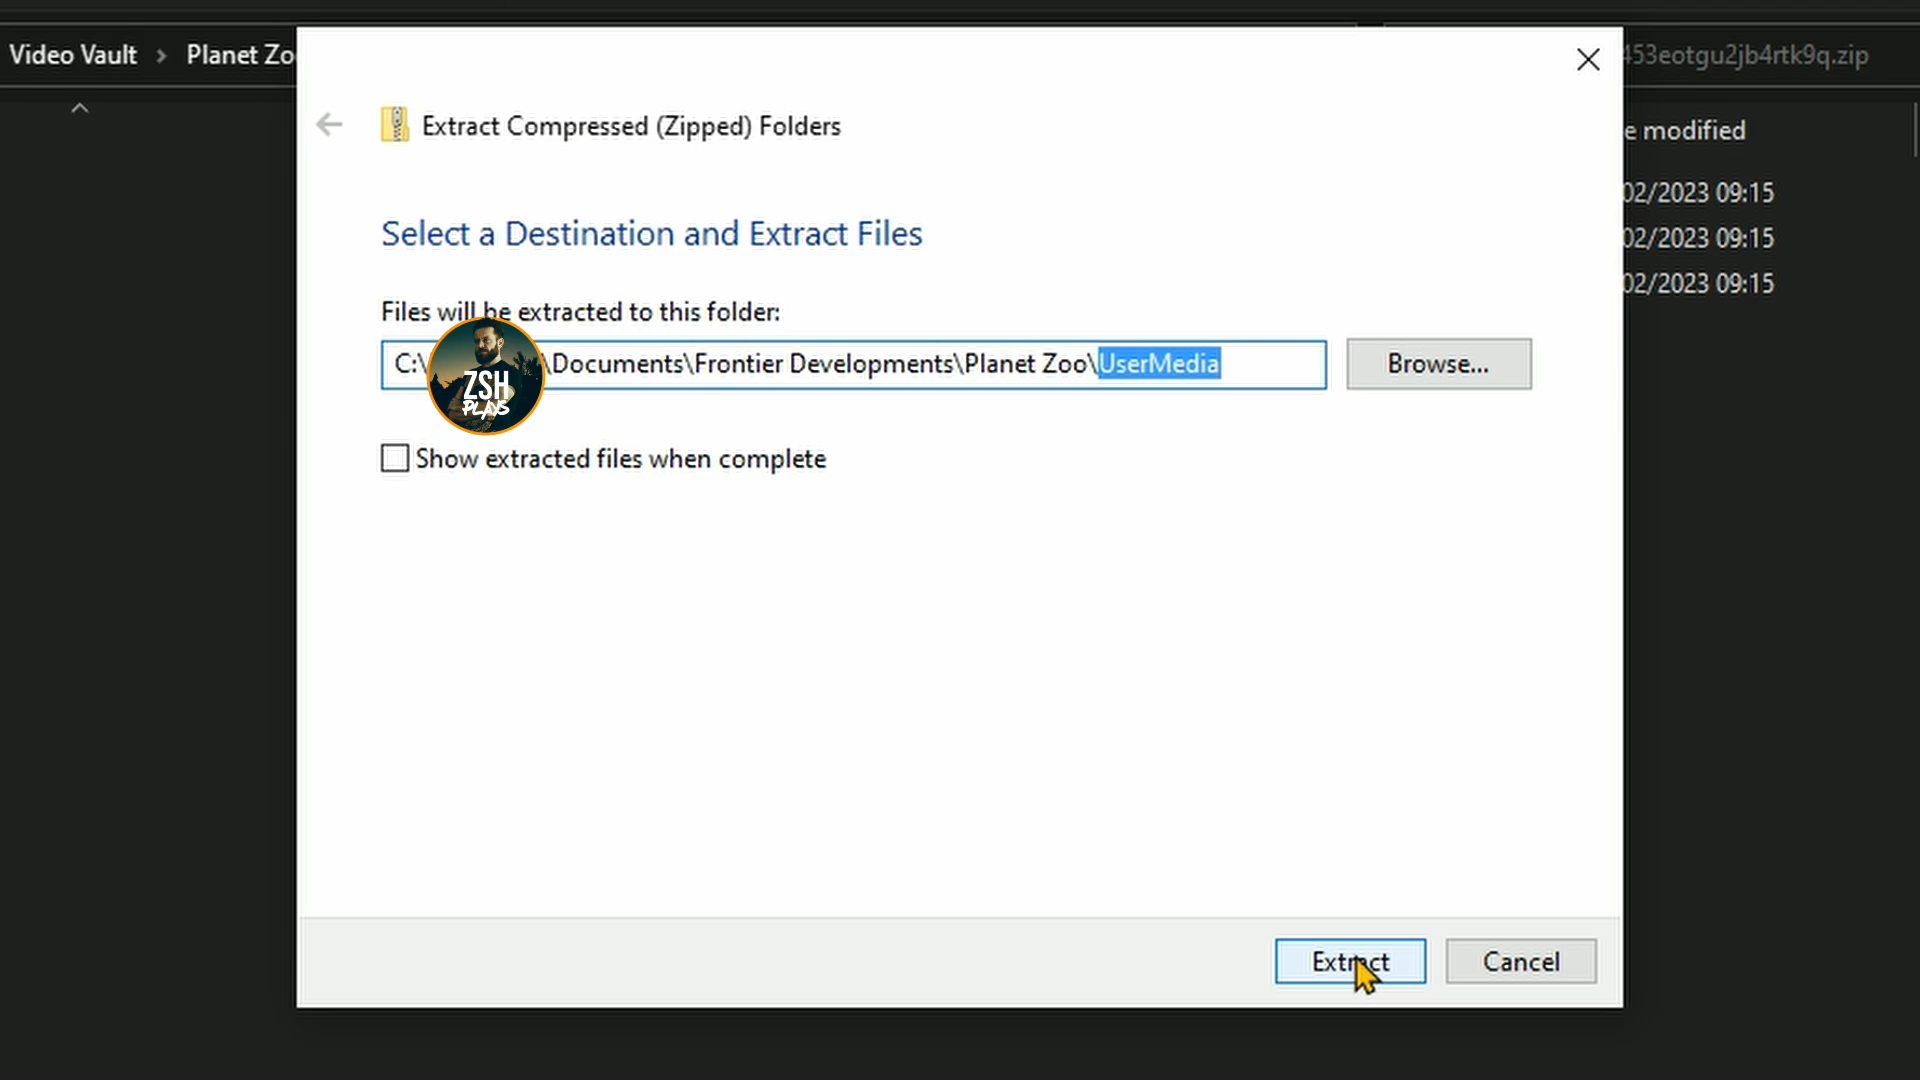 Video Vault > Planet Zo
453eotgu2jb4rtk9q.zip
Extract Compressed (Zipped) Folders
e modified
02/2023 09:15
02/2023 09:15
02/2023 09:15
Select a Destination and Extract Files
Files will be extracted to this folder:
C:\ \Documents\Frontier Developments\Planet Zoo\UserMedia
Browse...
ZSH
PLAYS
Show extracted files when complete
Extract
Cancel